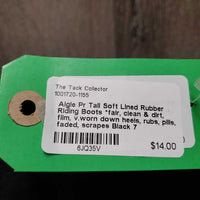 The Tack Collector
1001720-1155
Aigle Pr Tall Soft Lined Rubber
Riding Boots *fair, clean & dirt,
film, v.worn down heels, rubs, pills,
faded, scrapes Black 7
6JQ35V
$14.00